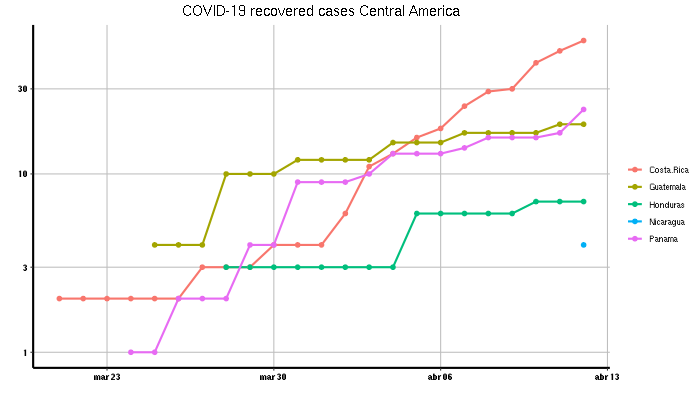 COVID-19 recovered cases Central America
30
10
3
1
mar 23
mar 30
abr 06
abr 13
Costa.Rica
Guatemala
Honduras
Nicaragua
Panama